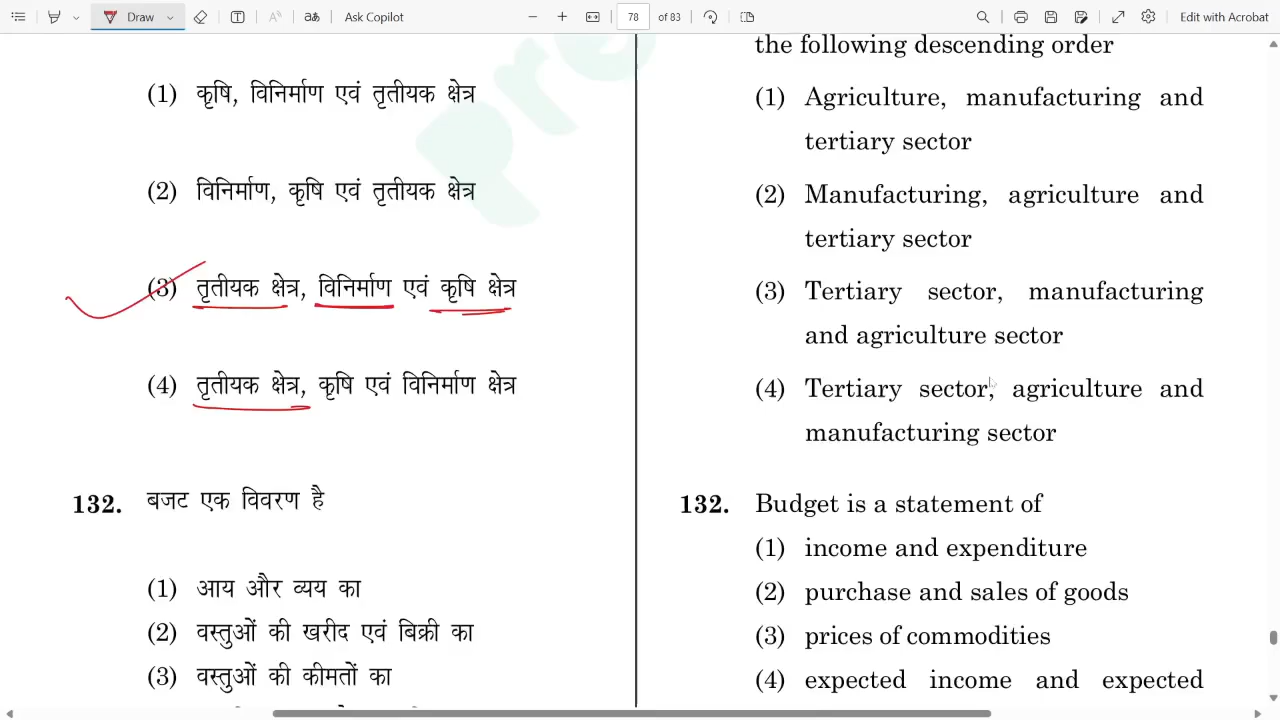 Draw
Ask Copilot
78
of 83
Edit with Acrobat
(1) कृषि, विनिर्माण एवं तृतीयक क्षेत्र
(2) विनिर्माण, कृषि एवं तृतीयक क्षेत्र
(3) तृतीयक क्षेत्र, विनिर्माण एवं कृषि क्षेत्र
(4) तृतीयक क्षेत्र, कृषि एवं विनिर्माण क्षेत्र
132. बजट एक विवरण है
(1) आय और व्यय का
(2) वस्तुओं की खरीद एवं बिक्री का
(3) वस्तुओं की कीमतों का
the following descending order
(1) Agriculture, manufacturing and
tertiary sector
(2) Manufacturing, agriculture and
tertiary sector
(3) Tertiary sector, manufacturing
and agriculture sector
(4) Tertiary sector, agriculture and
manufacturing sector
132. Budget is a statement of
(1) income and expenditure
(2) purchase and sales of goods
(3) prices of commodities
(4) expected income and expected
Pre